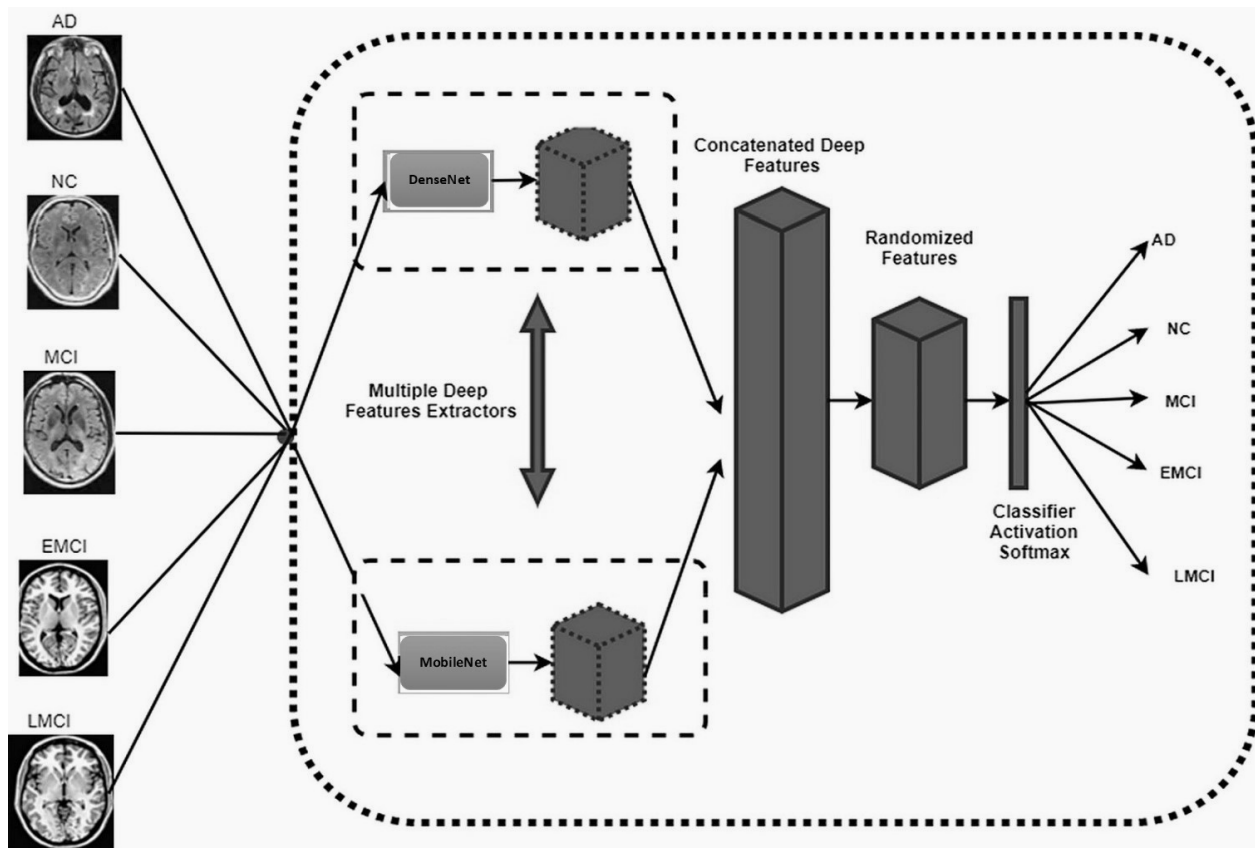 AD
NC
MCI
EMCI
LMCI
DenseNet
Multiple Deep
Features Extractors
MobileNet
Concatenated Deep
Features
Randomized
Features
Classifier
Activation
Softmax
AD
NC
MCI
EMCI
LMCI